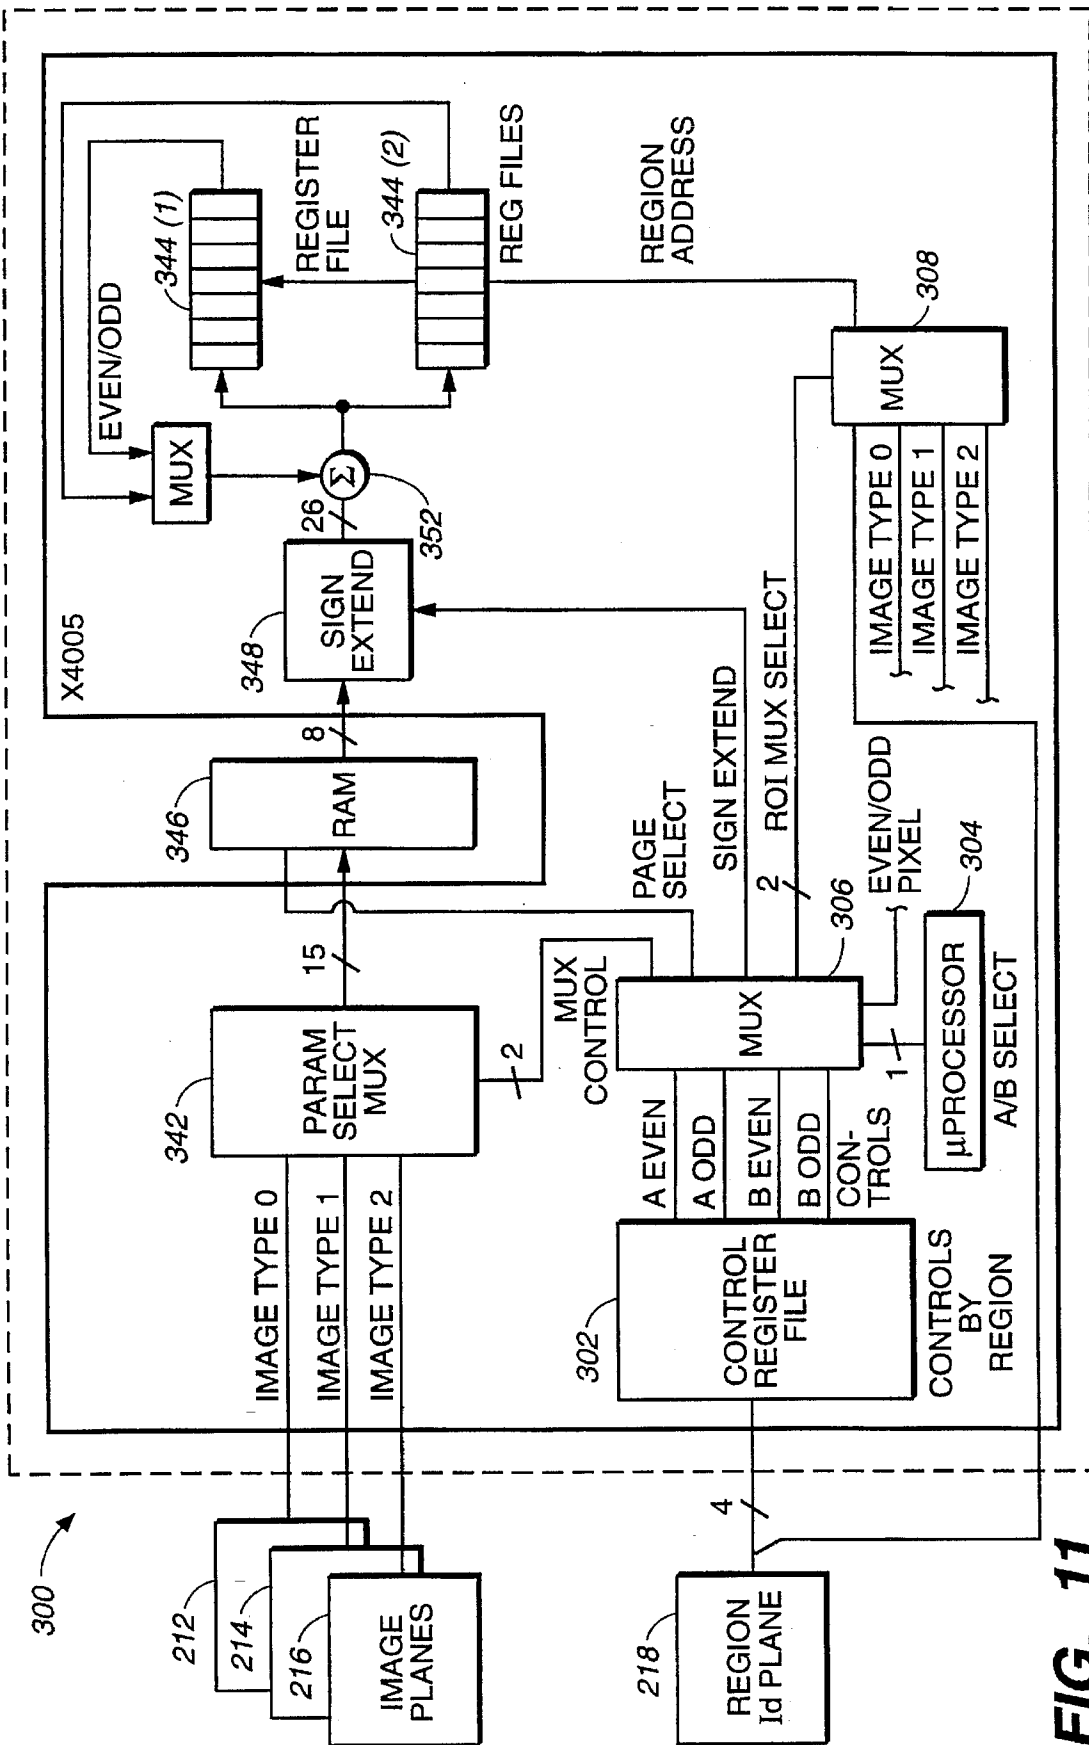 300
212
214
216
IMAGE
PLANES
218
REGION
Id PLANE
4
IMAGE TYPE 0
IMAGE TYPE 1
IMAGE TYPE 2
342
PARAM
SELECT
MUX
2
15
MUX
CONTROL
346
RAM
8
X4005
348
SIGN
EXTEND
26
352
Σ
MUX
EVEN/ODD
344 (1)
REGISTER
FILE
344 (2)
REG FILES
REGION
ADDRESS
302
CONTROL
REGISTER
FILE
CONTROLS
BY
REGION
A EVEN
A ODD
B EVEN
B ODD
CON-
TROLS
MUX
306
PAGE
SELECT
SIGN EXTEND
2
ROI MUX SELECT
EVEN/ODD
PIXEL
1
304
µPROCESSOR
A/B SELECT
308
MUX
IMAGE TYPE 0
IMAGE TYPE 1
IMAGE TYPE 2
FIG. 11